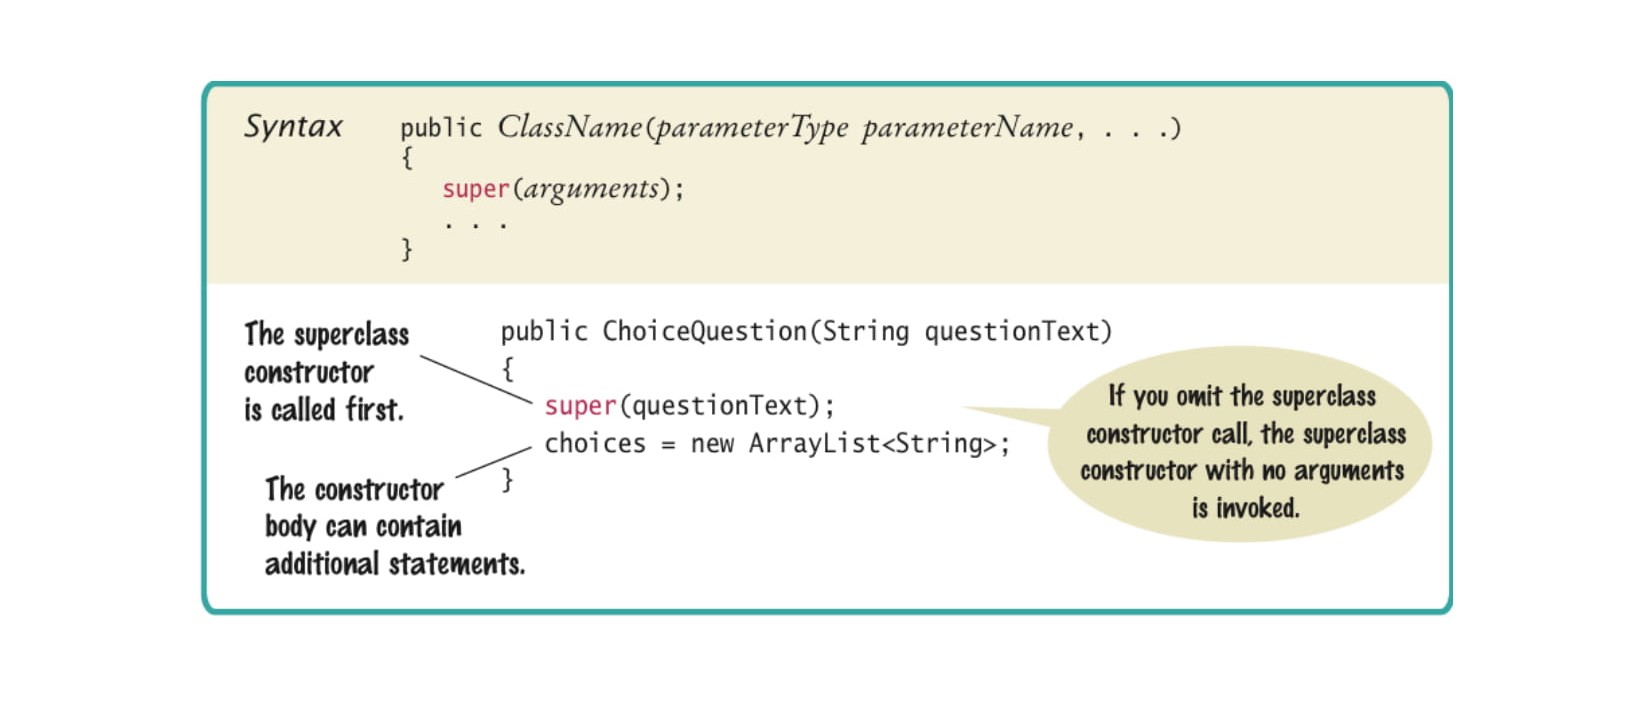 Syntax public ClassName(parameterType parameterName, . . .)
{
super(arguments);
. . .
}
The superclass
constructor
is called first.
public ChoiceQuestion(String questionText)
{
super(questionText);
choices = new ArrayList<String>;
}
The constructor
body can contain
additional statements.
If you omit the superclass
constructor call, the superclass
constructor with no arguments
is invoked.